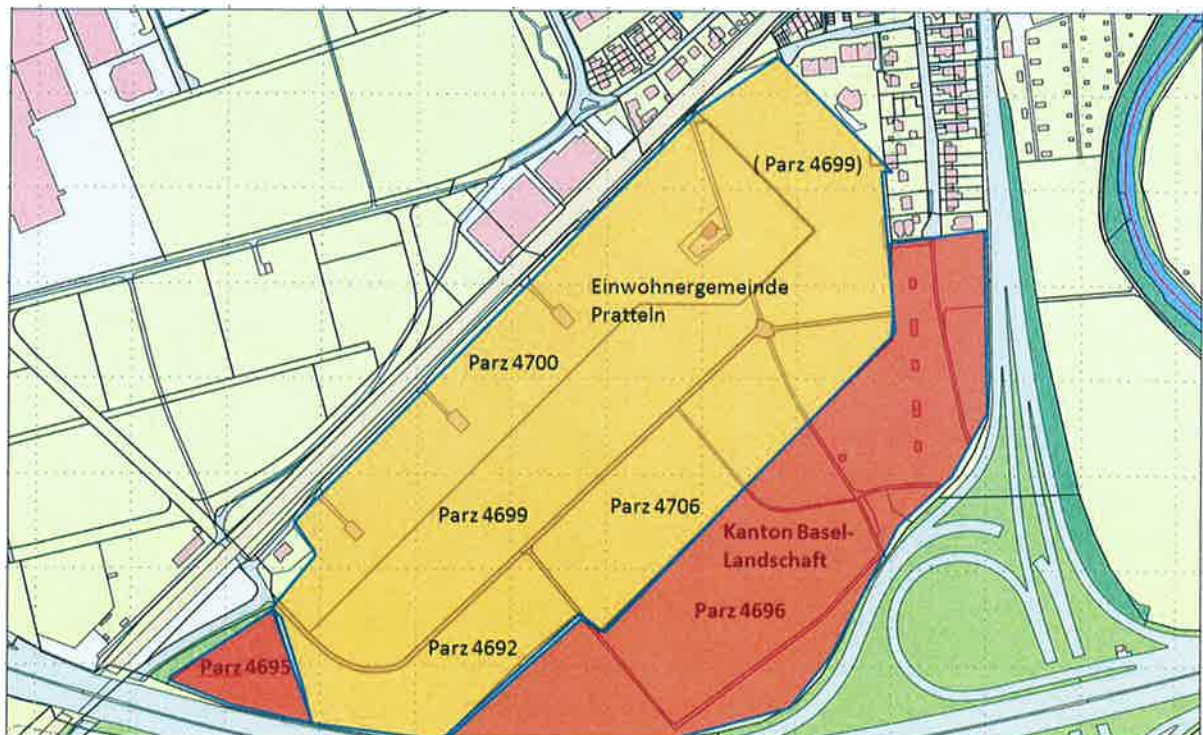 ( Parz 4699)
Einwohnergemeinde
Pratteln
Parz 4700
Parz 4699
Parz 4706
Kanton Basel-
Landschaft
Parz 4696
Parz 4692
Parz 4695